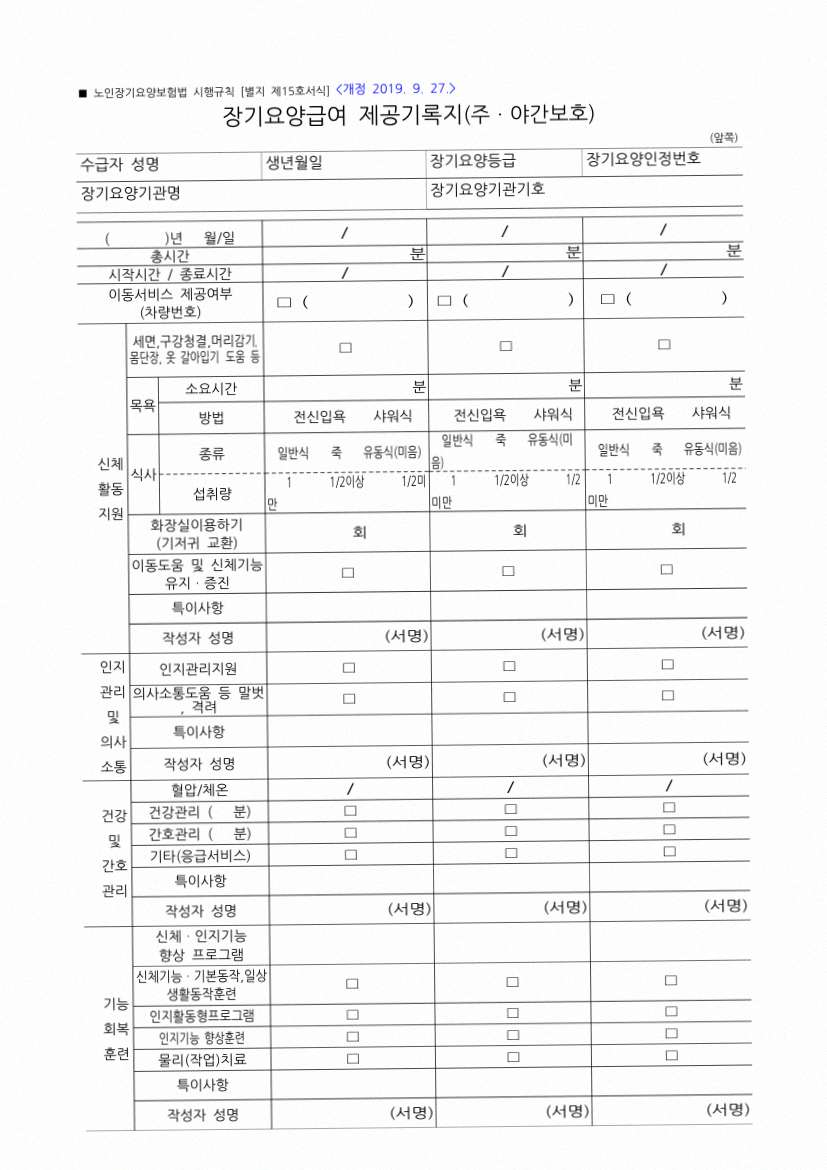 ■ 노인장기요양보험법 시행규칙 [별지 제15호서식] <개정 2019. 9. 27.>
장기요양급여 제공기록지(주ㆍ야간보호)
(앞쪽)
수급자 성명 생년월일 장기요양등급 장기요양인정번호
장기요양기관명 장기요양기관기호
( )년 월/일 / / /
총시간 분 분 분
시작시간 / 종료시간 / / /
이동서비스 제공여부
(차량번호) □ ( ) □ ( ) □ ( )
신체
활동
지원
세면,구강청결,머리감기,
몸단장, 옷 갈아입기 도움 등 □ □ □
목욕 소요시간 분 분 분
방법 전신입욕 샤워식 전신입욕 샤워식 전신입욕 샤워식
식사 종류 일반식 죽 유동식(미음) 일반식 죽 유동식(미
음) 일반식 죽 유동식(미음)
섭취량 1 1/2이상 1/2미
만 1 1/2이상 1/2
미만 1 1/2이상 1/2
미만
화장실이용하기
(기저귀 교환) 회 회 회
이동도움 및 신체기능
유지ㆍ증진 □ □ □
특이사항
작성자 성명 (서명) (서명) (서명)
인지
관리
및
의사
소통
인지관리지원 □ □ □
의사소통도움 등 말벗
, 격려 □ □ □
특이사항
작성자 성명 (서명) (서명) (서명)
건강
및
간호
관리
혈압/체온 / / /
건강관리 ( 분) □ □ □
간호관리 ( 분) □ □ □
기타(응급서비스) □ □ □
특이사항
작성자 성명 (서명) (서명) (서명)
기능
회복
훈련
신체ㆍ인지기능
향상 프로그램
신체기능ㆍ기본동작,일상
생활동작훈련 □ □ □
인지활동형프로그램 □ □ □
인지기능 향상훈련 □ □ □
물리(작업)치료 □ □ □
특이사항
작성자 성명 (서명) (서명) (서명)